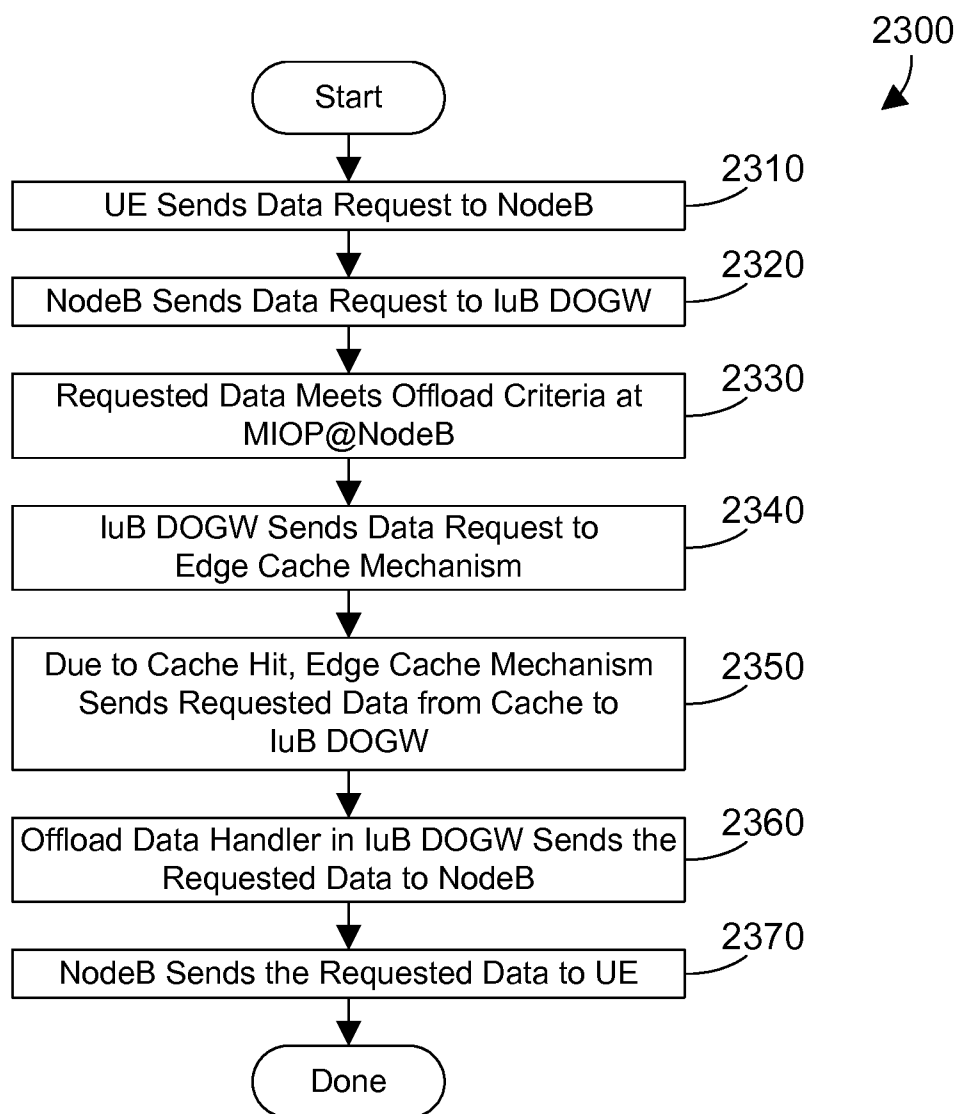 2300
Start
UE Sends Data Request to NodeB
2310
NodeB Sends Data Request to IuB DOGW
2320
Requested Data Meets Offload Criteria at
MIOP@NodeB
2330
IuB DOGW Sends Data Request to
Edge Cache Mechanism
2340
Due to Cache Hit, Edge Cache Mechanism
Sends Requested Data from Cache to
IuB DOGW
2350
Offload Data Handler in IuB DOGW Sends the
Requested Data to NodeB
2360
NodeB Sends the Requested Data to UE
2370
Done